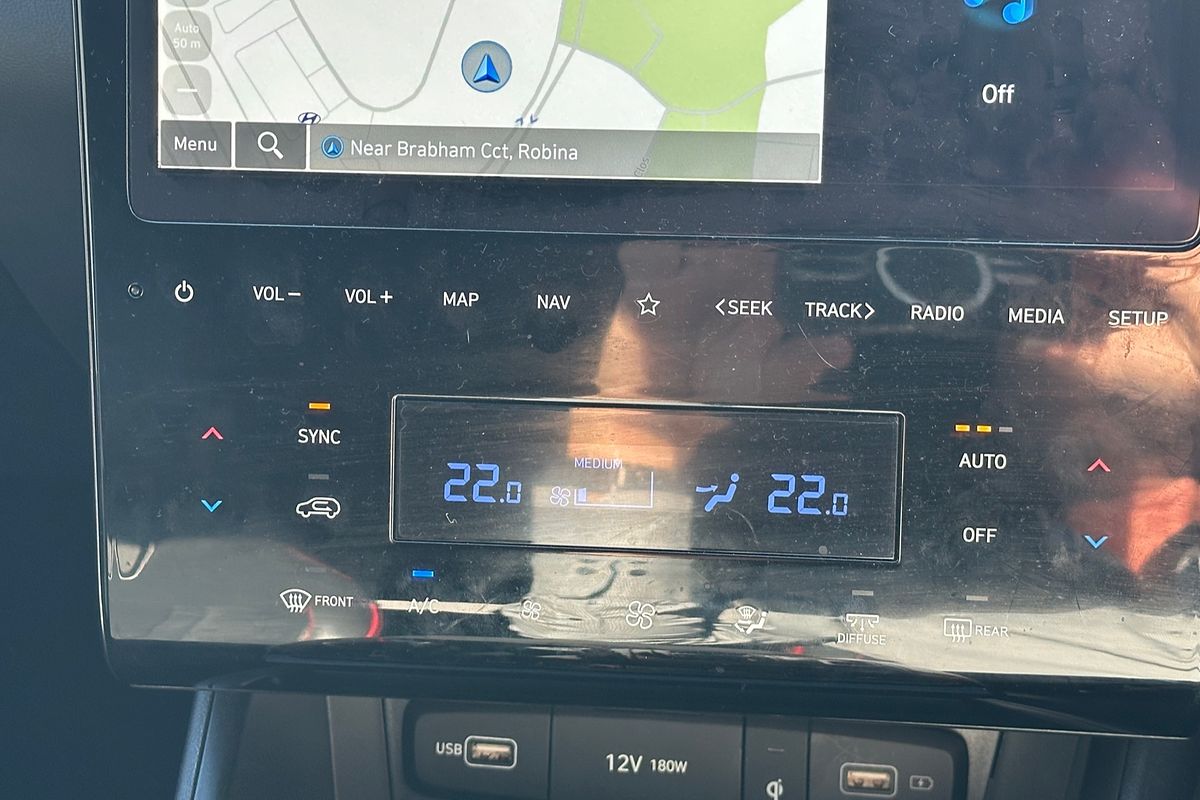 Auto
50 m
Off
Menu
Near Brabham Cct, Robina
VOL− VOL+ MAP NAV <SEEK TRACK> RADIO MEDIA SETUP
SYNC
AUTO
MEDIUM
22.0 22.0
OFF
FRONT A/C
DIFFUSE
REAR
USB
12V 180W
qi